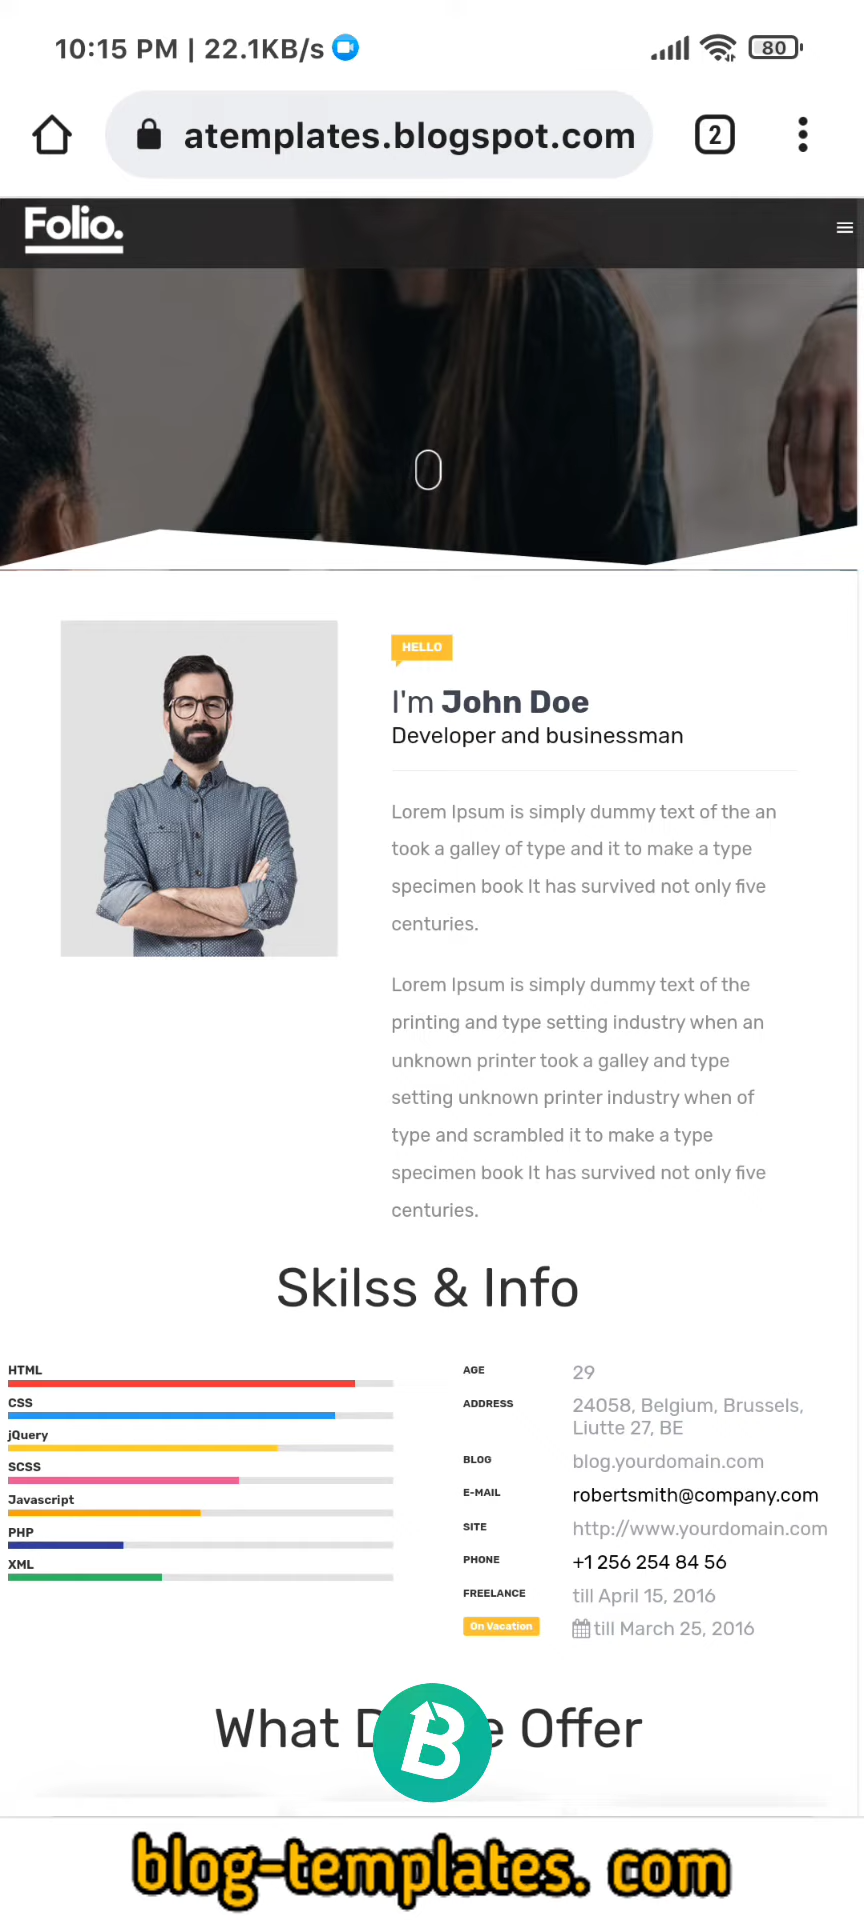 10:15 PM | 22.1KB/s
80
atemplates.blogspot.com
2
Folio.
HELLO
I'm John Doe
Developer and businessman
Lorem Ipsum is simply dummy text of the an
took a galley of type and it to make a type
specimen book It has survived not only five
centuries.
Lorem Ipsum is simply dummy text of the
printing and type setting industry when an
unknown printer took a galley and type
setting unknown printer industry when of
type and scrambled it to make a type
specimen book It has survived not only five
centuries.
Skilss & Info
HTML
CSS
jQuery
SCSS
Javascript
PHP
XML
AGE 29
ADDRESS 24058, Belgium, Brussels,
Liutte 27, BE
BLOG blog.yourdomain.com
E-MAIL robertsmith@company.com
SITE http://www.yourdomain.com
PHONE +1 256 254 84 56
FREELANCE till April 15, 2016
On Vacation till March 25, 2016
What Offer
B
blog-templates. com